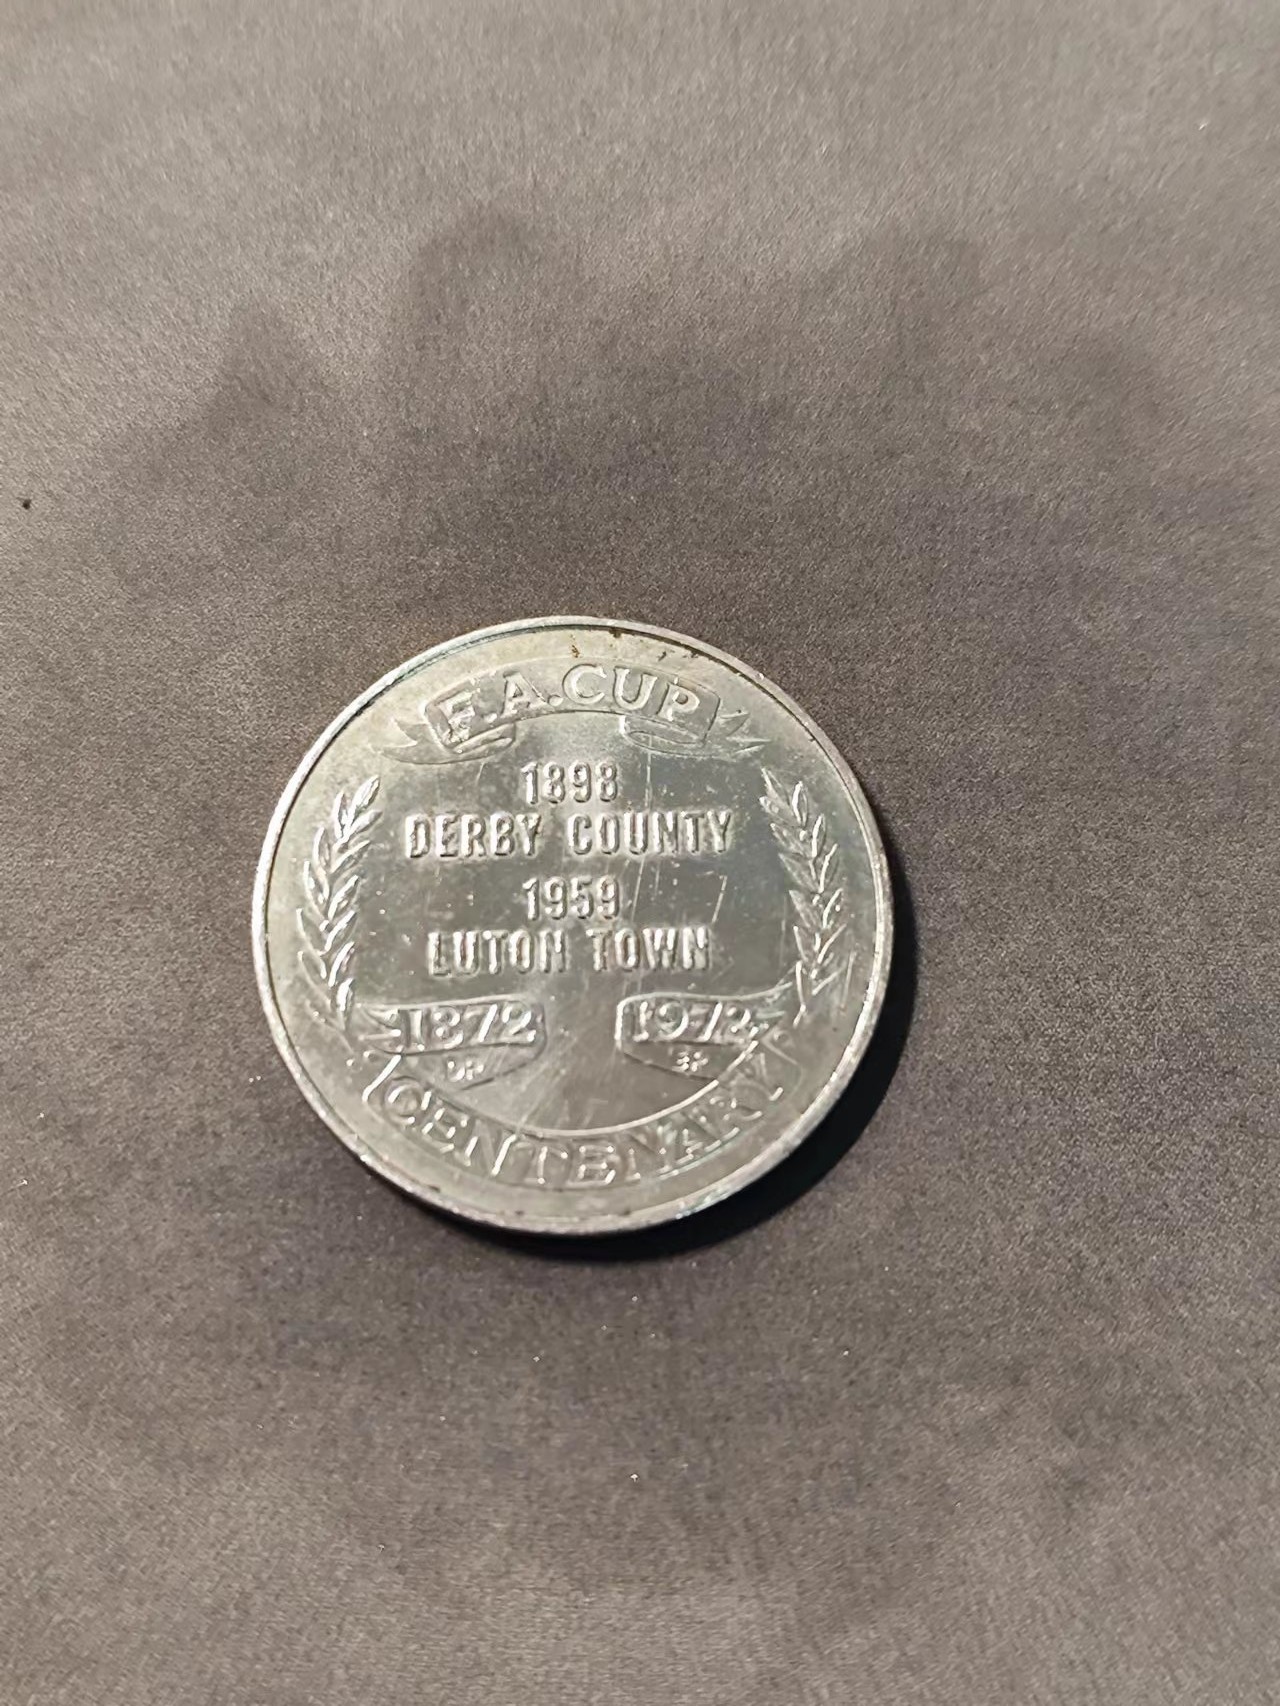 F.A.CUP
1898
DERBY COUNTY
1959
LUTON TOWN
1872 1972
CENTENARY